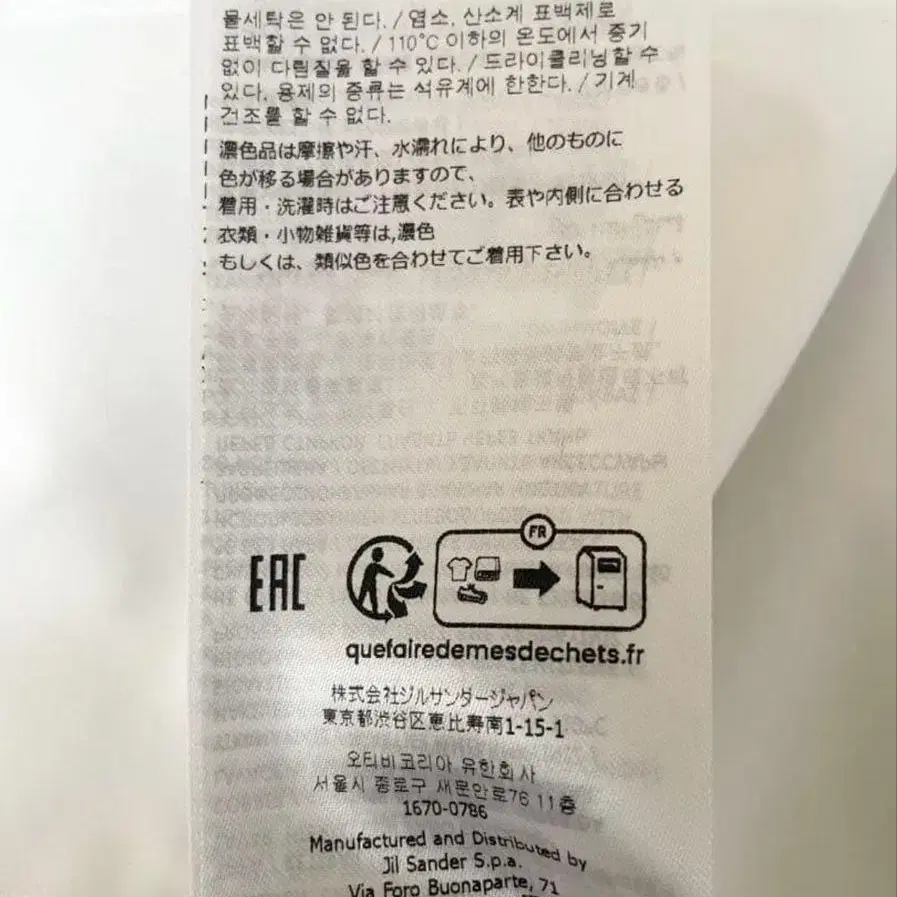 물세탁은 안 된다. / 염소, 산소계 표백제로
표백할 수 없다. / 110°C 이하의 온도에서 증기
없이 다림질을 할 수 있다. / 드라이클리닝할 수
있다. 용제의 종류는 석유계에 한한다. / 기계
건조를 할 수 없다.
濃色品は摩擦や汗、水濡れにより、他のものに
色が移る場合がありますので、
着用・洗濯時はご注意ください。表や内側に合わせる
衣類・小物雑貨等は,濃色
もしくは、類似色を合わせてご着用下さい。
FR
EAC
quefairedemesdechets.fr
株式会社ジルサンダージャパン
東京都渋谷区恵比寿南1-15-1
오티비코리아 유한회사
서울시 종로구 새문안로76 11층
1670-0786
Manufactured and Distributed by
Jil Sander S.p.a.
Via Foro Buonaparte, 71